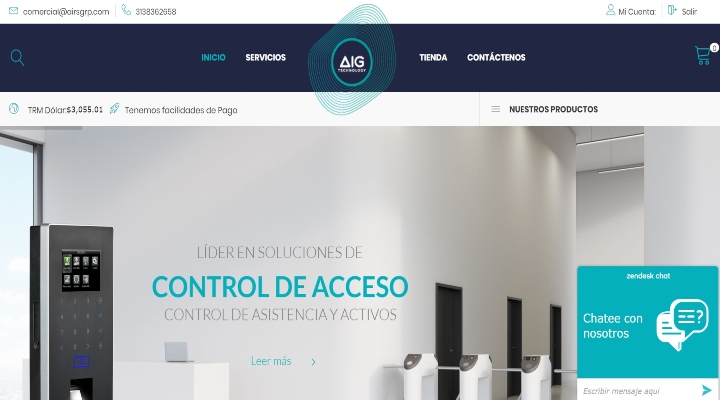 comercial@airsgrp.com
3138362658
Mi Cuenta:
Salir
INICIO
SERVICIOS
AIG
TECHNOLOGY
TIENDA
CONTÁCTENOS
0
TRM Dólar:$3,055.01
Tenemos facilidades de Pago
NUESTROS PRODUCTOS
LÍDER EN SOLUCIONES DE
CONTROL DE ACCESO
CONTROL DE ASISTENCIA Y ACTIVOS
Leer más
zendesk chat
Chatee con
nosotros
Escribir mensaje aquí